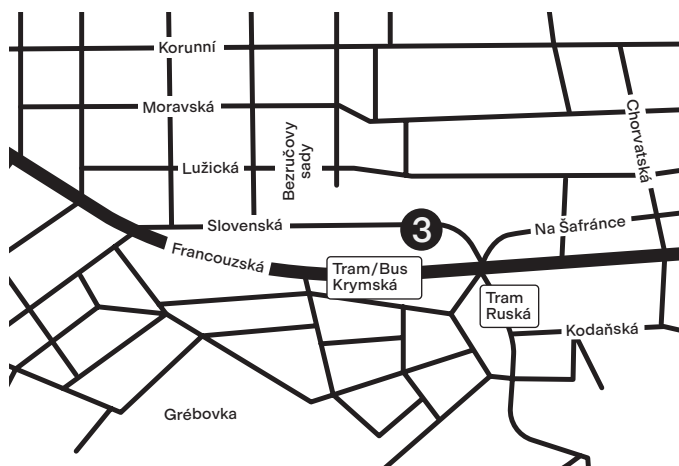 Korunní
Moravská
Chorvatská
Bezručovy
sady
Lužická
Slovenská
3
Na Šafránce
Francouzská
Tram/Bus
Krymská
Tram
Ruská
Kodaňská
Grébovka